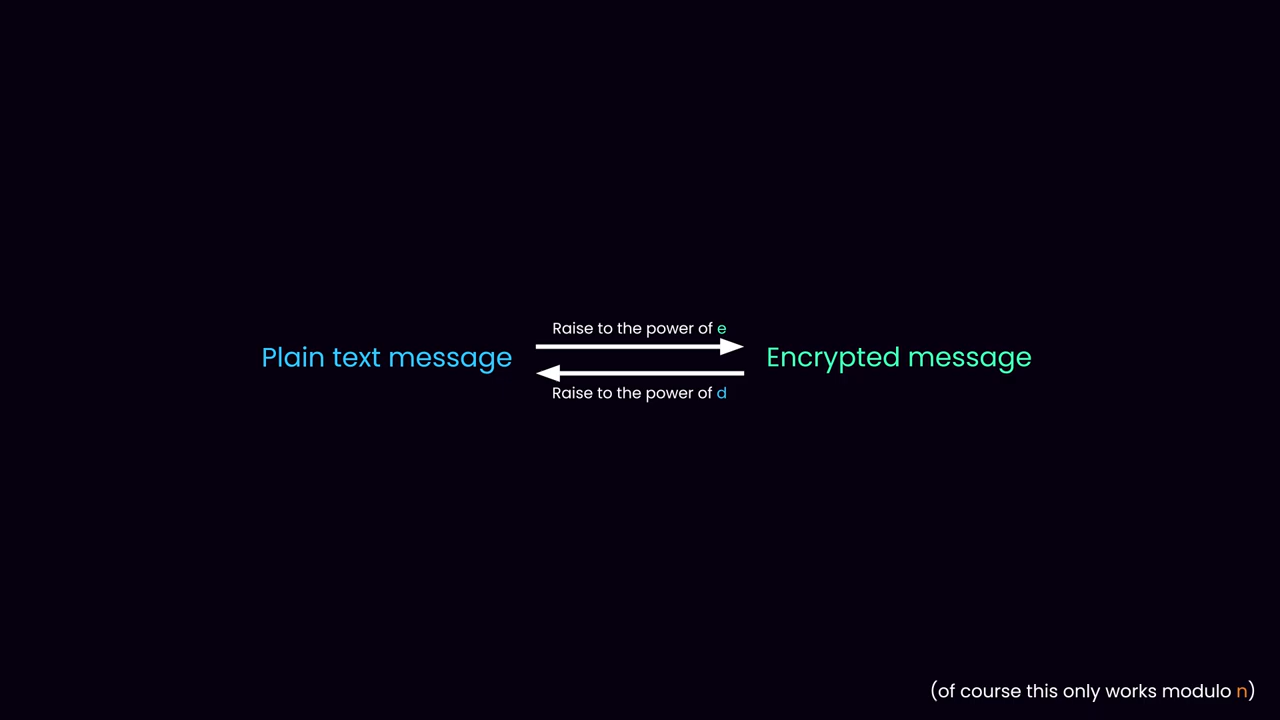 Raise to the power of e
Plain text message
Encrypted message
Raise to the power of d
(of course this only works modulo n)